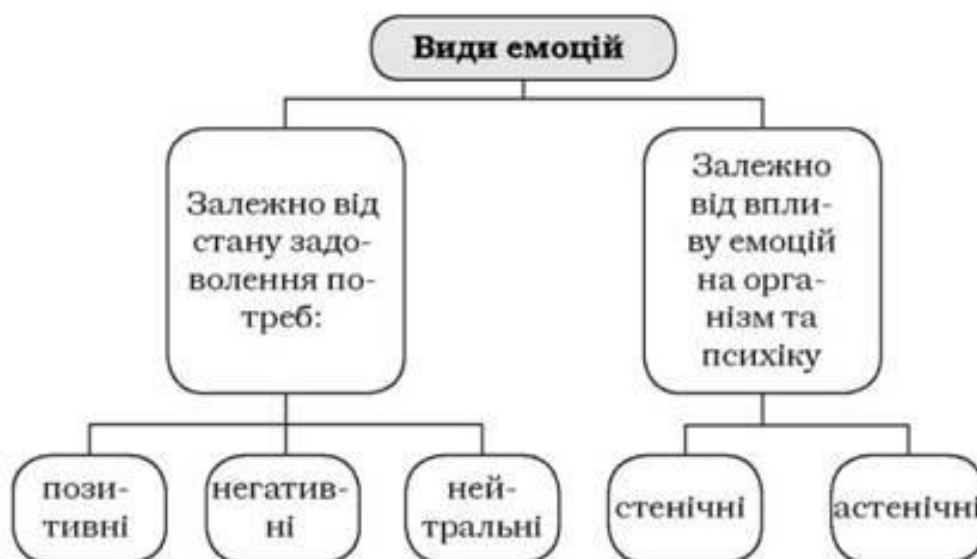 Види емоцій
Залежно від
стану задо-
волення по-
треб:
Залежно
від впли-
ву емоцій
на орга-
нізм та
психіку
пози-
тивні
негатив-
ні
ней-
тральні
стенічні
астенічні